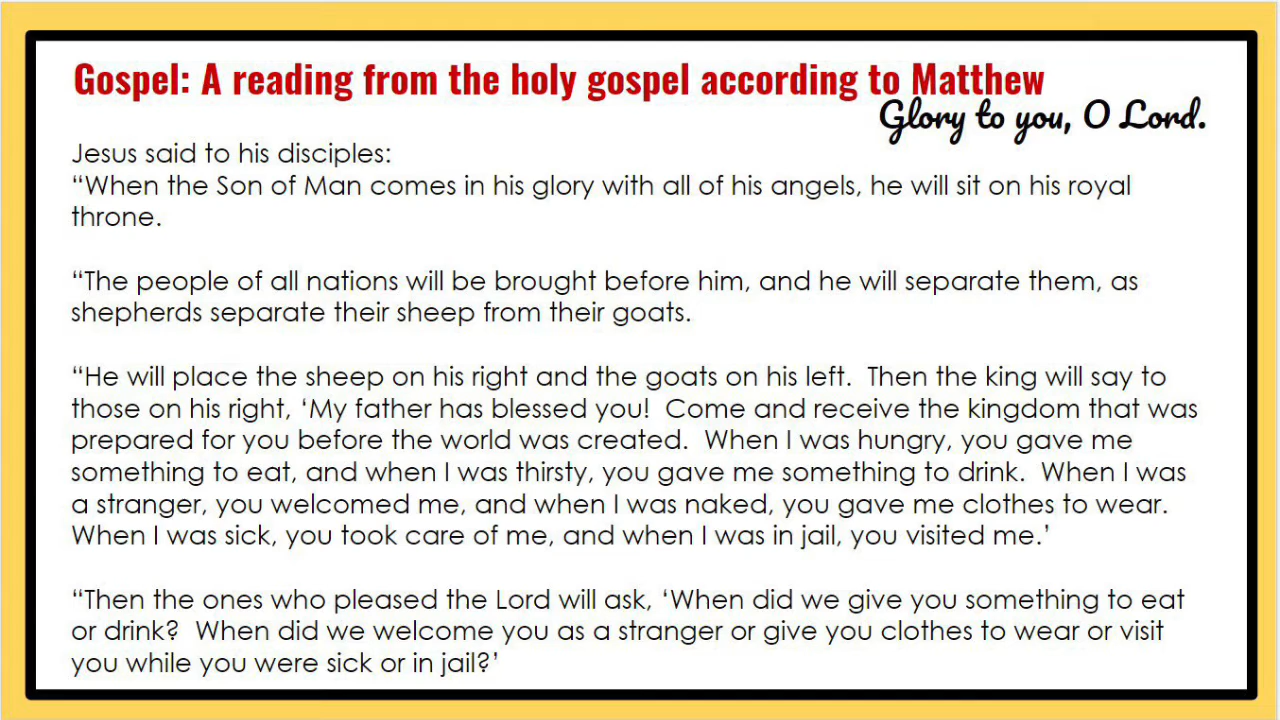 Gospel: A reading from the holy gospel according to Matthew
Glory to you, O Lord.
Jesus said to his disciples:
“When the Son of Man comes in his glory with all of his angels, he will sit on his royal
throne.
“The people of all nations will be brought before him, and he will separate them, as
shepherds separate their sheep from their goats.
“He will place the sheep on his right and the goats on his left.  Then the king will say to
those on his right, ‘My father has blessed you!  Come and receive the kingdom that was
prepared for you before the world was created.  When I was hungry, you gave me
something to eat, and when I was thirsty, you gave me something to drink.  When I was
a stranger, you welcomed me, and when I was naked, you gave me clothes to wear.
When I was sick, you took care of me, and when I was in jail, you visited me.’
“Then the ones who pleased the Lord will ask, ‘When did we give you something to eat
or drink?  When did we welcome you as a stranger or give you clothes to wear or visit
you while you were sick or in jail?’